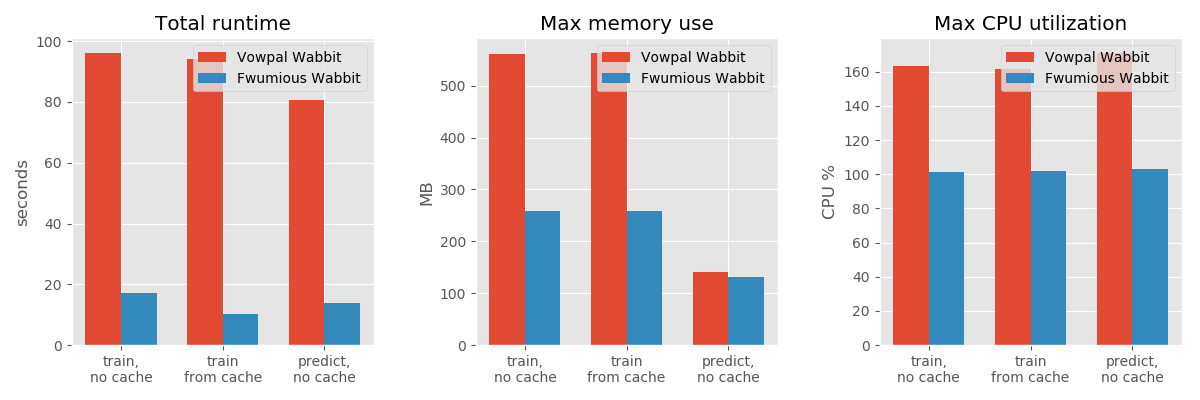 Total runtime
seconds
100
80
60
40
20
0
Vowpal Wabbit
Fwumious Wabbit
train,
no cache
train
from cache
predict,
no cache
Max memory use
MB
500
400
300
200
100
0
Vowpal Wabbit
Fwumious Wabbit
train,
no cache
train
from cache
predict,
no cache
Max CPU utilization
CPU %
160
140
120
100
80
60
40
20
0
Vowpal Wabbit
Fwumious Wabbit
train,
no cache
train
from cache
predict,
no cache